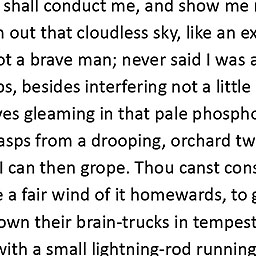 shall conduct me, and show me
out that cloudless sky, like an ex
ot a brave man; never said I was a
os, besides interfering not a little
ves gleaming in that pale phospho
asps from a drooping, orchard tw
I can then grope. Thou canst cons
e a fair wind of it homewards, to g
own their brain-trucks in tempest
with a small lightning-rod running